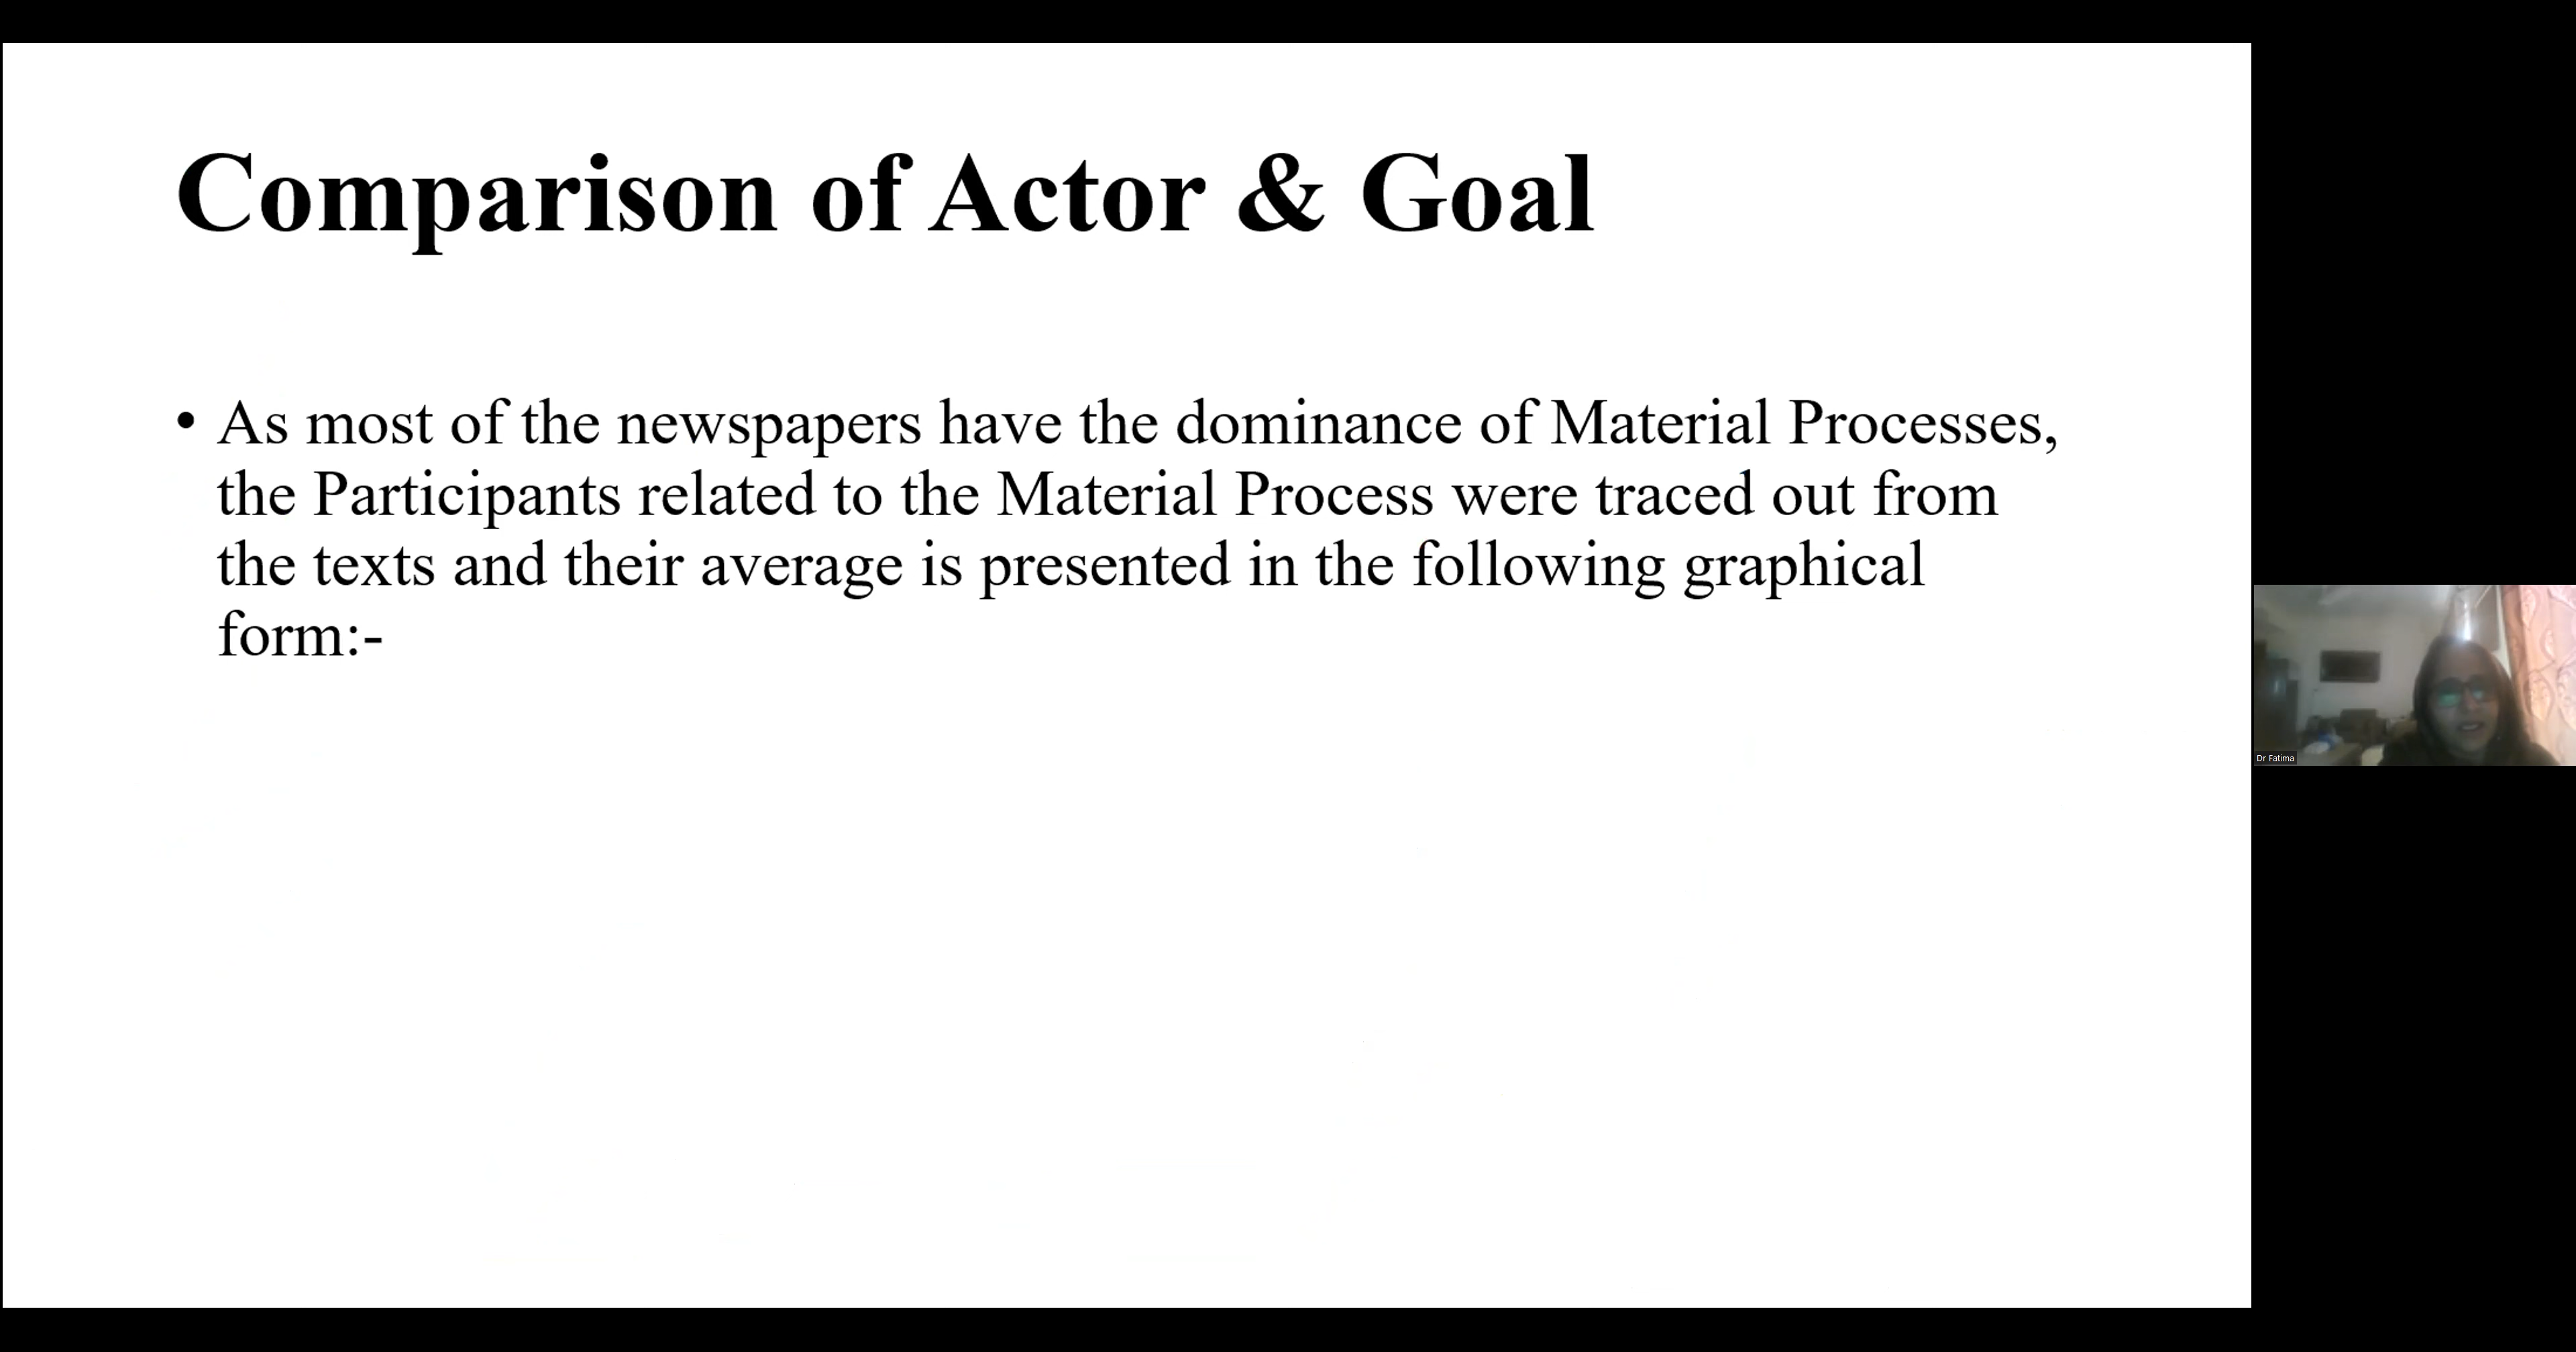 Comparison of Actor & Goal
• As most of the newspapers have the dominance of Material Processes,
the Participants related to the Material Process were traced out from
the texts and their average is presented in the following graphical
form:-
Dr Fatima